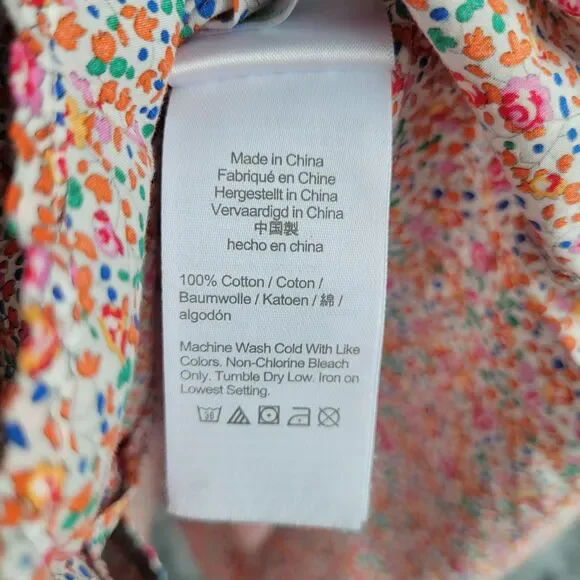 Made in China
Fabriqué en Chine
Hergestellt in China
Vervaardigd in China
中国製
hecho en china
100% Cotton / Coton /
Baumwolle / Katoen / 綿 /
algodón
Machine Wash Cold With Like
Colors. Non-Chlorine Bleach
Only. Tumble Dry Low. Iron on
Lowest Setting.
30